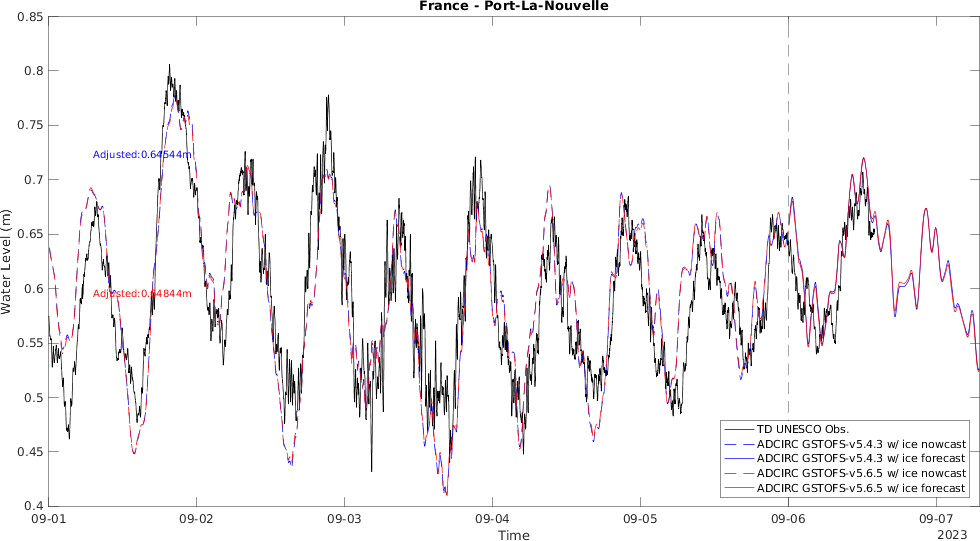 France - Port-La-Nouvelle
0.85
0.8
0.75
0.7
0.65
0.6
0.55
0.5
0.45
0.4
Water Level (m)
Adjusted:0.64544m
Adjusted:0.64844m
TD UNESCO Obs.
ADCIRC GSTOFS-v5.4.3 w/ ice nowcast
ADCIRC GSTOFS-v5.4.3 w/ ice forecast
ADCIRC GSTOFS-v5.6.5 w/ ice nowcast
ADCIRC GSTOFS-v5.6.5 w/ ice forecast
09-01 09-02 09-03 09-04 09-05 09-06 09-07
Time
2023